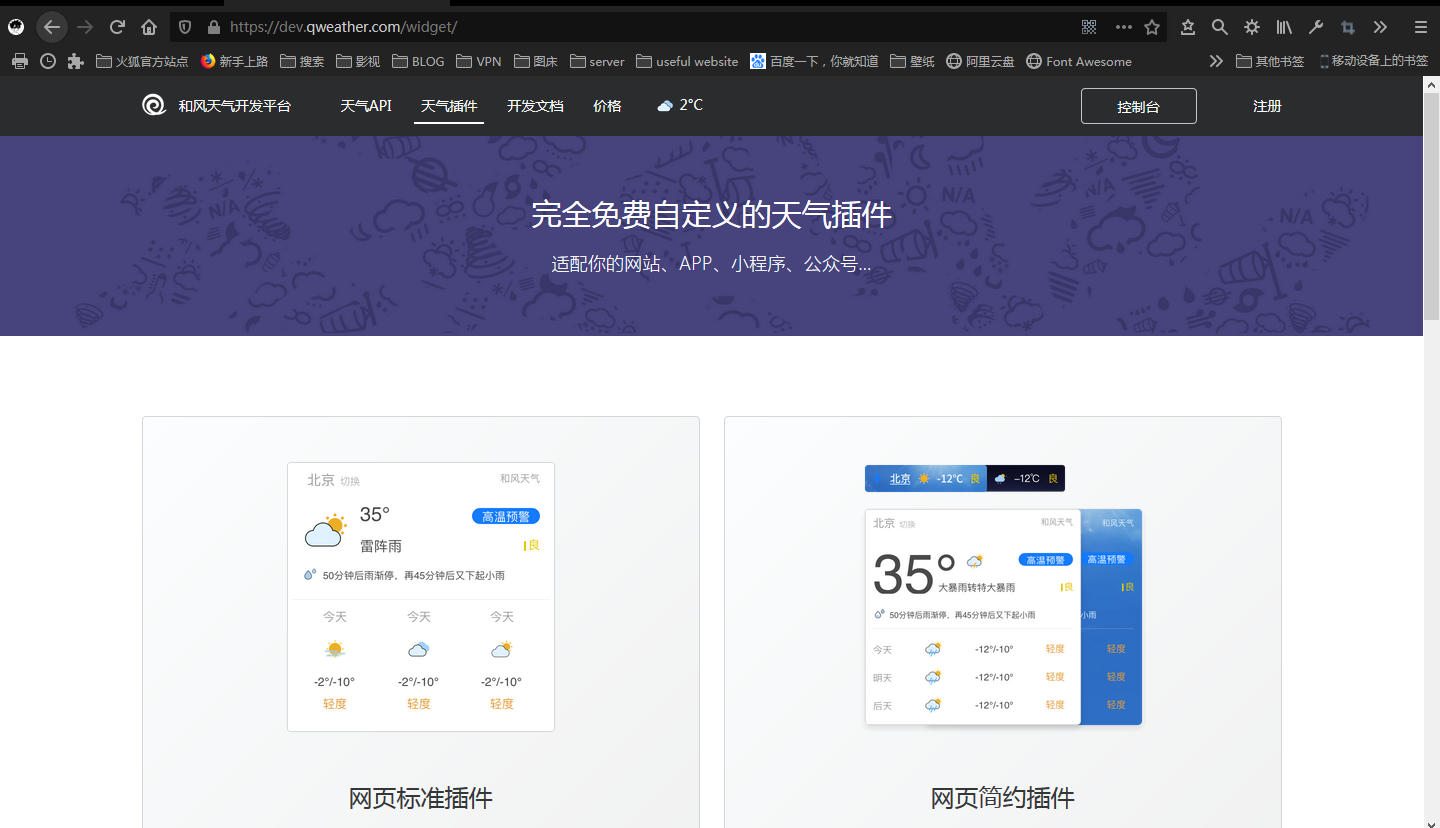 https://dev.qweather.com/widget/
火狐官方站点 新手上路 搜索 影视 BLOG VPN 图床 server useful website 百度一下，你就知道 壁纸 阿里云盘 Font Awesome 其他书签 移动设备上的书签
和风天气开发平台 天气API 天气插件 开发文档 价格 2°C 控制台 注册
N/A N/A N/A
完全免费自定义的天气插件
适配你的网站、APP、小程序、公众号...
北京 切换 和风天气
35° 高温预警
雷阵雨 良
50分钟后雨渐停，再45分钟后又下起小雨
今天 今天 今天
-2°/-10° -2°/-10° -2°/-10°
轻度 轻度 轻度
网页标准插件
北京 -12°C 良 -12°C 良
北京 切换 和风天气 和风天气
35° 高温预警 高温预警
大暴雨转特大暴雨 良 良
50分钟后雨渐停，再45分钟后又下起小雨 小雨
今天 -12°/-10° 轻度 轻度
明天 -12°/-10° 轻度 轻度
后天 -12°/-10° 轻度 轻度
网页简约插件